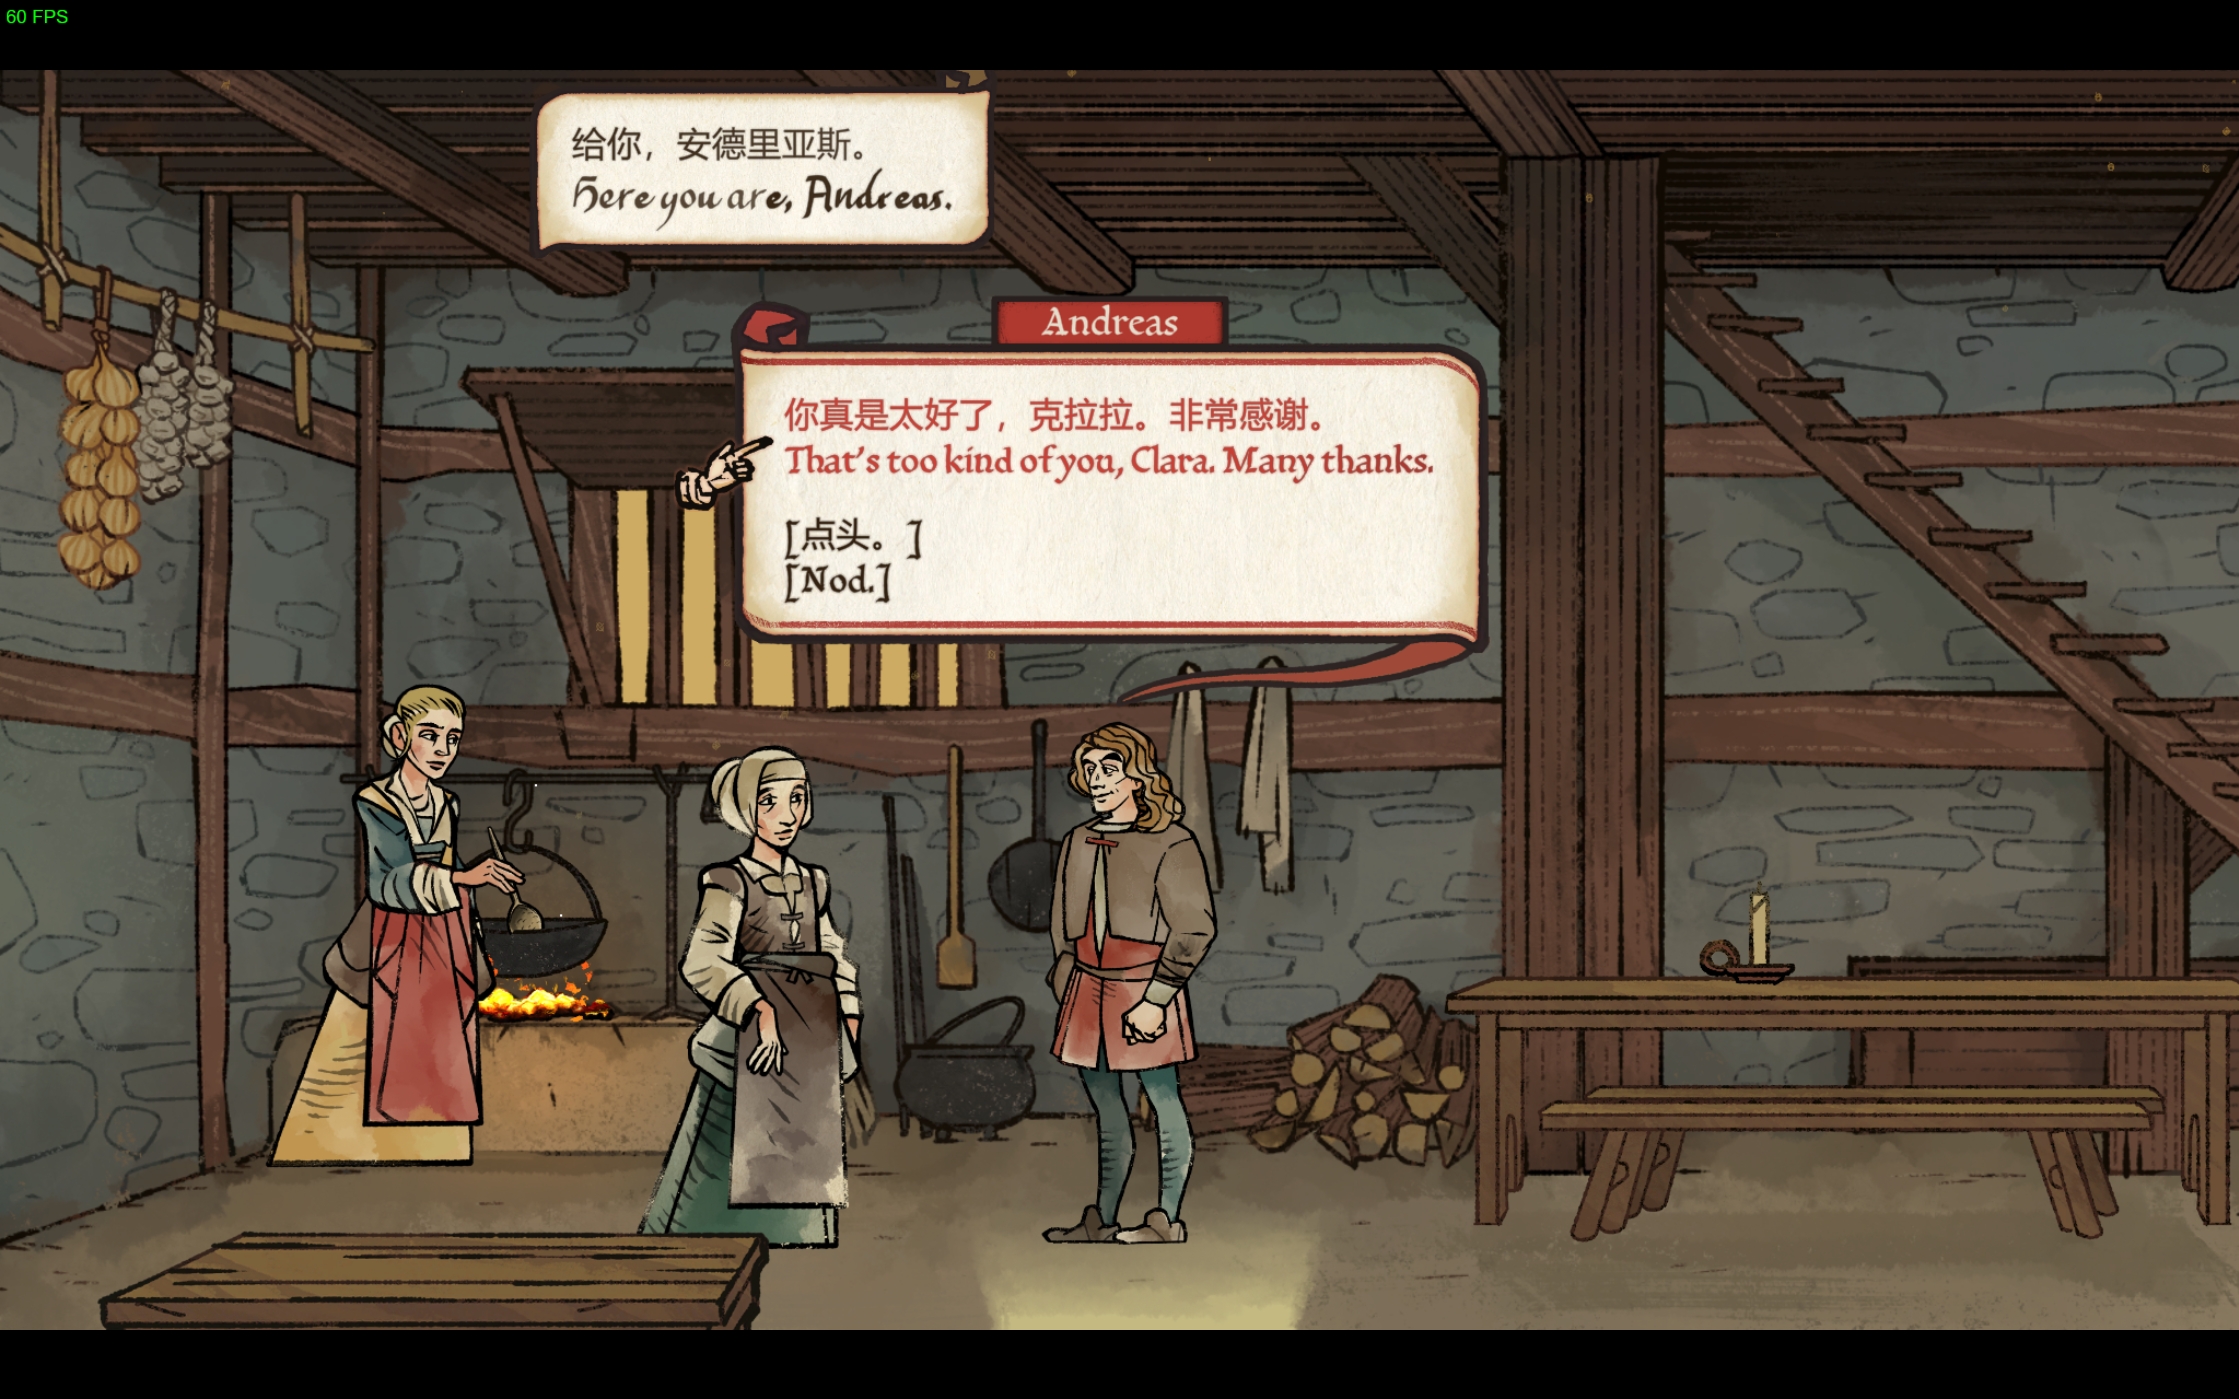 60 FPS
给你，安德里亚斯。
Here you are, Andreas.
Andreas
你真是太好了，克拉拉。非常感谢。
That's too kind of you, Clara. Many thanks.
[点头。]
[Nod.]